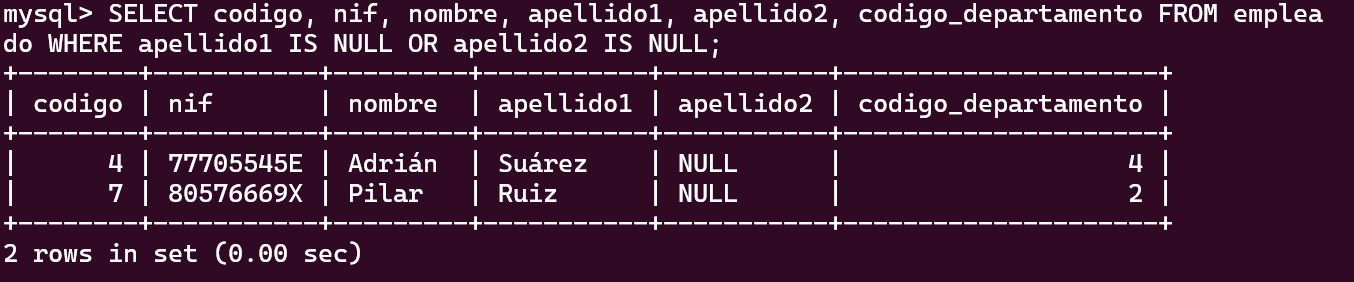 mysql> SELECT codigo, nif, nombre, apellido1, apellido2, codigo_departamento FROM emplea
do WHERE apellido1 IS NULL OR apellido2 IS NULL;
+--------+-----------+---------+-----------+-----------+---------------------+
| codigo | nif       | nombre  | apellido1 | apellido2 | codigo_departamento |
+--------+-----------+---------+-----------+-----------+---------------------+
|      4 | 77705545E | Adrián  | Suárez    | NULL      |                   4 |
|      7 | 80576669X | Pilar   | Ruiz      | NULL      |                   2 |
+--------+-----------+---------+-----------+-----------+---------------------+
2 rows in set (0.00 sec)